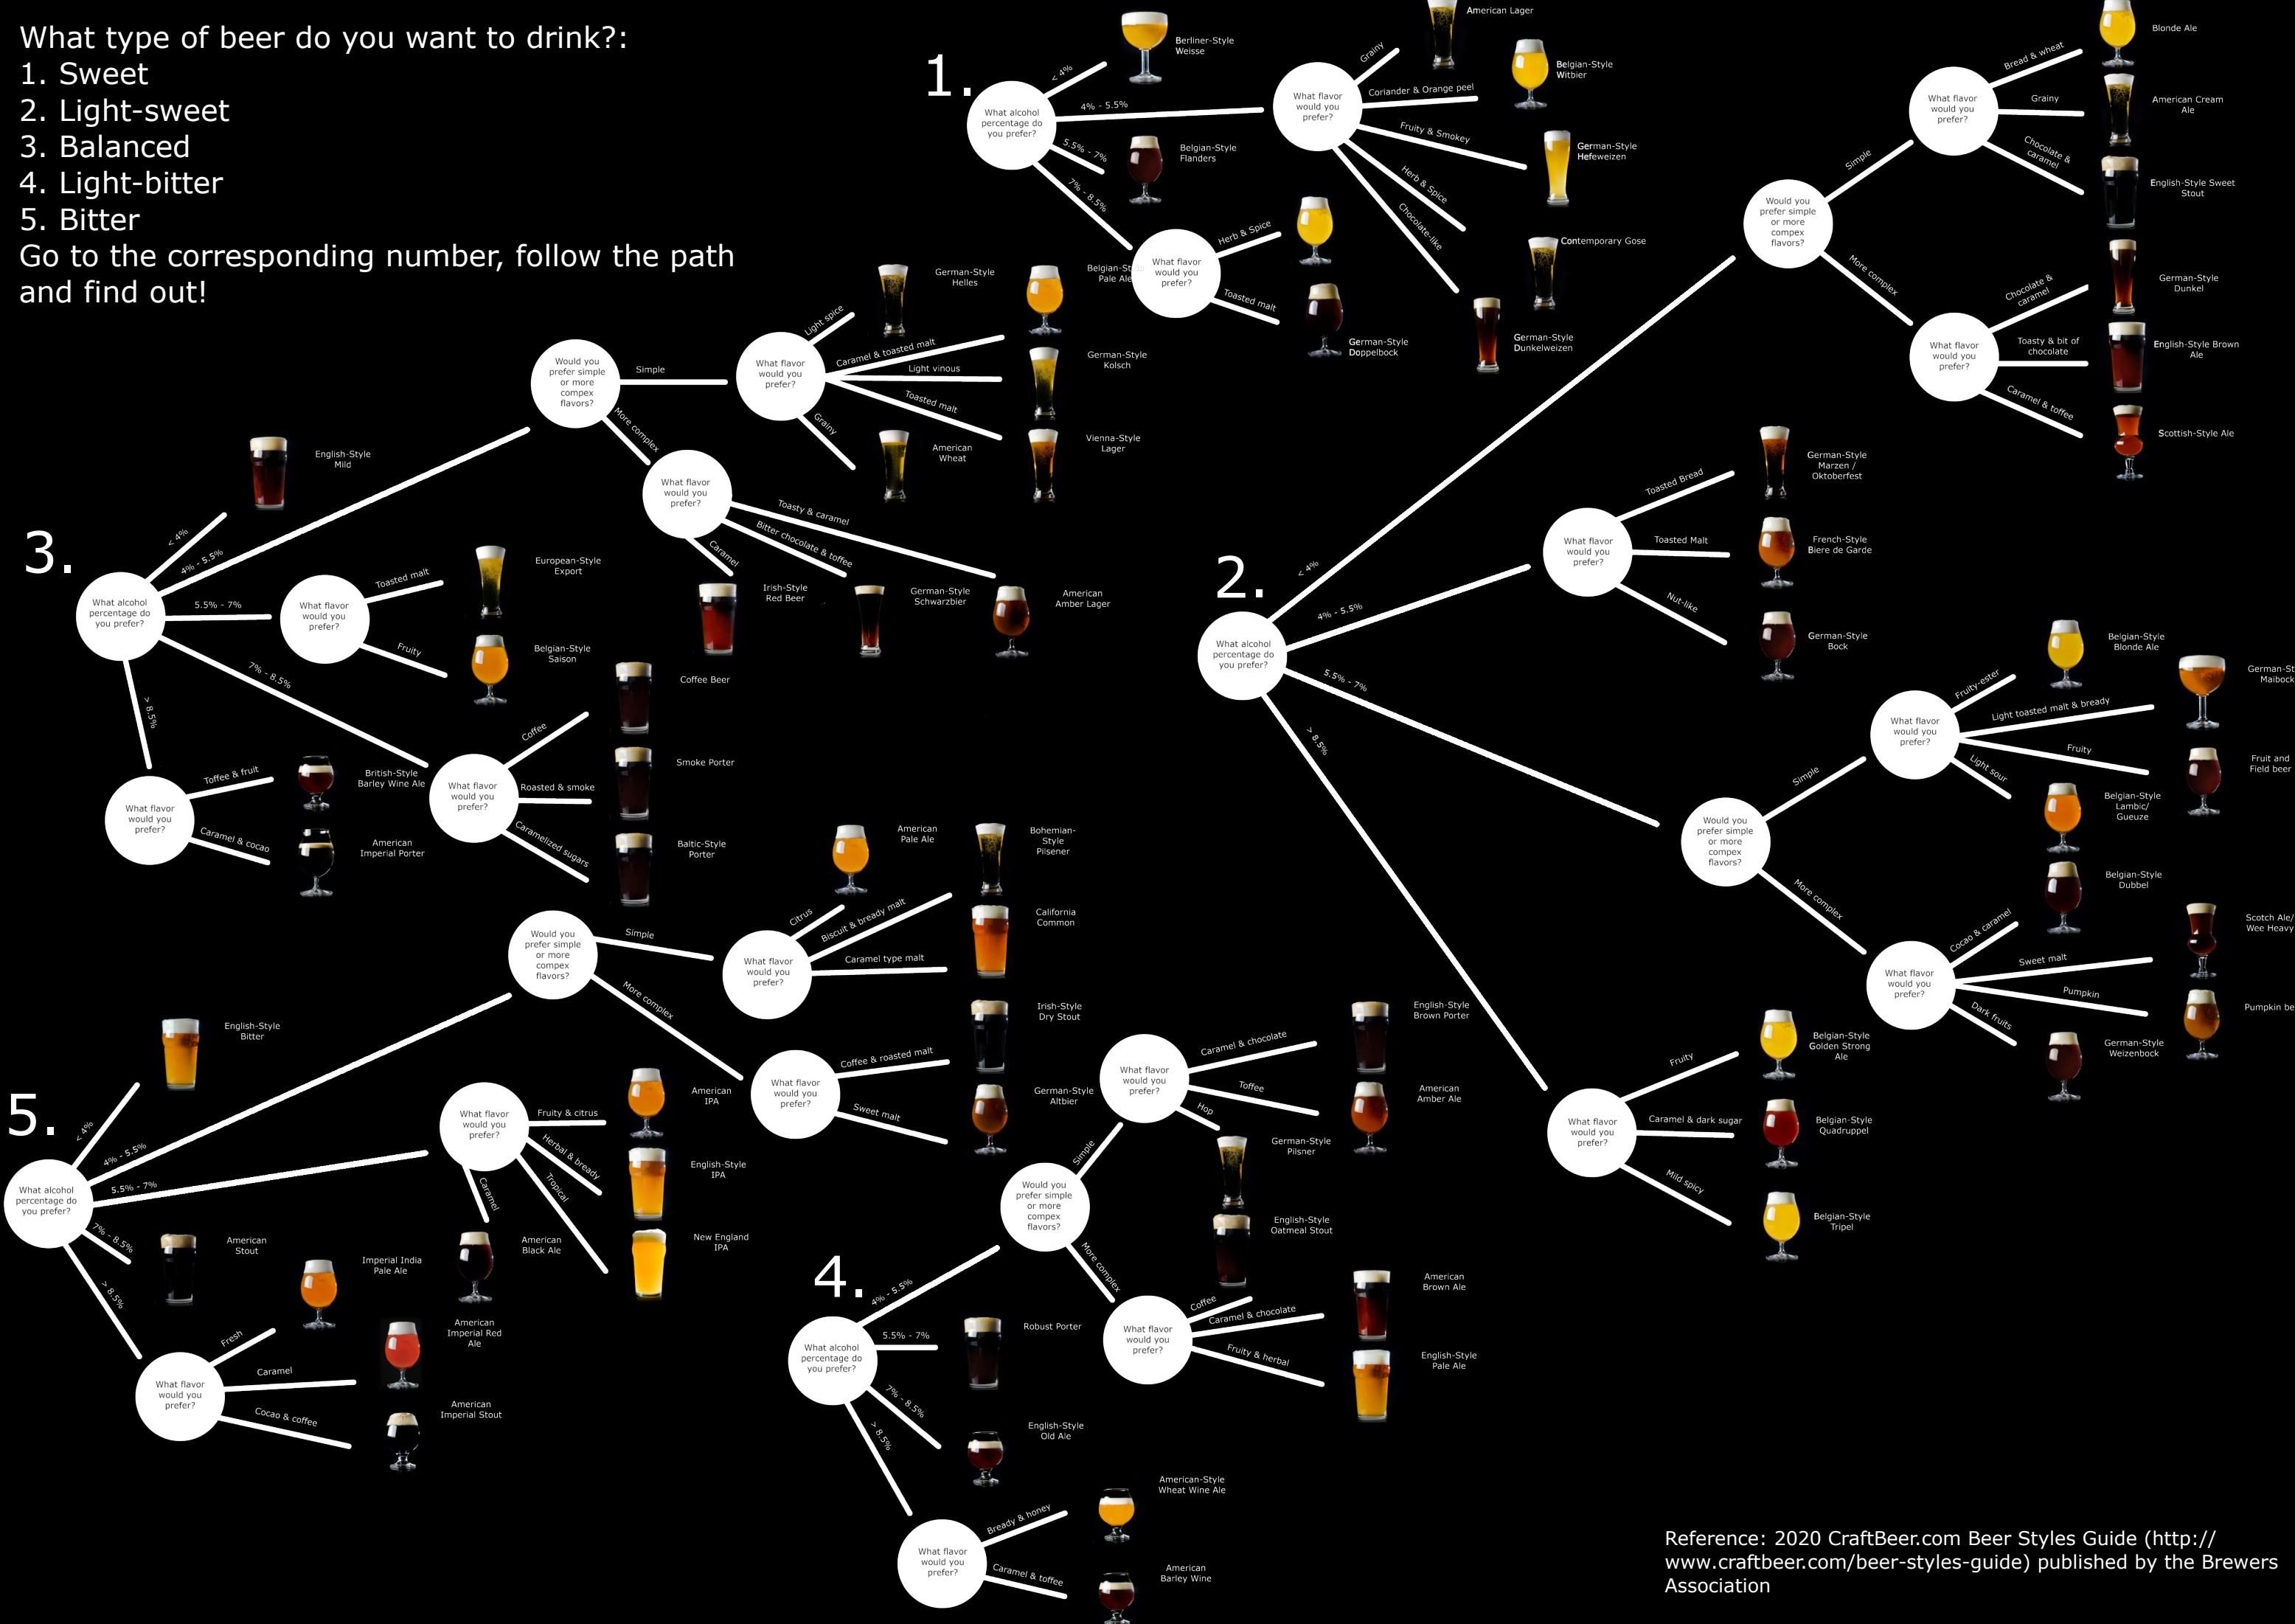 What type of beer do you want to drink?:
1. Sweet
2. Light-sweet
3. Balanced
4. Light-bitter
5. Bitter
Go to the corresponding number, follow the path
and find out!
1.
What alcohol
percentage do
you prefer?
< 4%
Berliner-Style
Weisse
4% - 5.5%
What flavor
would you
prefer?
Grainy
American Lager
Coriander & Orange peel
Belgian-Style
Witbier
Fruity & Smokey
German-Style
Hefeweizen
Herb & Spice
Contemporary Gose
Chocolate-like
German-Style
Dunkelweizen
5.5% - 7%
Belgian-Style
Flanders
7% - 8.5%
What flavor
would you
prefer?
Herb & Spice
Toasted malt
German-Style
Doppelbock
2.
What alcohol
percentage do
you prefer?
< 4%
Would you
prefer simple
or more
compex
flavors?
Simple
What flavor
would you
prefer?
Bread & wheat
Blonde Ale
Grainy
American Cream
Ale
Chocolate &
caramel
English-Style Sweet
Stout
More complex
What flavor
would you
prefer?
Chocolate &
caramel
German-Style
Dunkel
Toasty & bit of
chocolate
English-Style Brown
Ale
Caramel & toffee
Scottish-Style Ale
4% - 5.5%
What flavor
would you
prefer?
Toasted Bread
German-Style
Marzen /
Oktoberfest
Toasted Malt
French-Style
Biere de Garde
Nut-like
German-Style
Bock
5.5% - 7%
Would you
prefer simple
or more
compex
flavors?
Simple
What flavor
would you
prefer?
Fruity-ester
Belgian-Style
Blonde Ale
Light toasted malt & bready
German-St
Maibock
Fruity
Fruit and
Field beer
Light sour
Belgian-Style
Lambic/
Gueuze
More complex
What flavor
would you
prefer?
Cocao & caramel
Belgian-Style
Dubbel
Sweet malt
Scotch Ale/
Wee Heavy
Pumpkin
Pumpkin be
Dark fruits
German-Style
Weizenbock
> 8.5%
What flavor
would you
prefer?
Fruity
Belgian-Style
Golden Strong
Ale
Caramel & dark sugar
Belgian-Style
Quadruppel
Mild spicy
Belgian-Style
Tripel
3.
What alcohol
percentage do
you prefer?
< 4%
English-Style
Mild
4% - 5.5%
Would you
prefer simple
or more
compex
flavors?
Simple
What flavor
would you
prefer?
Light spice
German-Style
Helles
Caramel & toasted malt
Belgian-St
Pale Ale
Light vinous
German-Style
Kolsch
Toasted malt
Vienna-Style
Lager
Grainy
American
Wheat
More complex
What flavor
would you
prefer?
Toasty & caramel
American
Amber Lager
Bitter chocolate & toffee
German-Style
Schwarzbier
Caramel
Irish-Style
Red Beer
5.5% - 7%
What flavor
would you
prefer?
Toasted malt
European-Style
Export
Fruity
Belgian-Style
Saison
7% - 8.5%
What flavor
would you
prefer?
Coffee
Coffee Beer
Roasted & smoke
Smoke Porter
Caramelized sugars
Baltic-Style
Porter
> 8.5%
What flavor
would you
prefer?
Toffee & fruit
British-Style
Barley Wine Ale
Caramel & cocao
American
Imperial Porter
5.
What alcohol
percentage do
you prefer?
< 4%
English-Style
Bitter
4% - 5.5%
Would you
prefer simple
or more
compex
flavors?
Simple
What flavor
would you
prefer?
Citrus
American
Pale Ale
Biscuit & bready malt
Bohemian-
Style
Pilsener
Caramel type malt
California
Common
More complex
What flavor
would you
prefer?
Coffee & roasted malt
Irish-Style
Dry Stout
Sweet malt
German-Style
Altbier
5.5% - 7%
What flavor
would you
prefer?
Fruity & citrus
American
IPA
Herbal & bready
English-Style
IPA
Tropical
New England
IPA
Caramel
American
Black Ale
7% - 8.5%
American
Stout
> 8.5%
What flavor
would you
prefer?
Fresh
Imperial India
Pale Ale
Caramel
American
Imperial Red
Ale
Cocao & coffee
American
Imperial Stout
4.
What alcohol
percentage do
you prefer?
4% - 5.5%
Would you
prefer simple
or more
compex
flavors?
Simple
What flavor
would you
prefer?
Caramel & chocolate
English-Style
Brown Porter
Toffee
American
Amber Ale
Hop
German-Style
Pilsner
More complex
What flavor
would you
prefer?
Coffee
English-Style
Oatmeal Stout
Caramel & chocolate
American
Brown Ale
Fruity & herbal
English-Style
Pale Ale
5.5% - 7%
Robust Porter
7% - 8.5%
English-Style
Old Ale
> 8.5%
What flavor
would you
prefer?
Bready & honey
American-Style
Wheat Wine Ale
Caramel & toffee
American
Barley Wine
Reference: 2020 CraftBeer.com Beer Styles Guide (http://
www.craftbeer.com/beer-styles-guide) published by the Brewers
Association